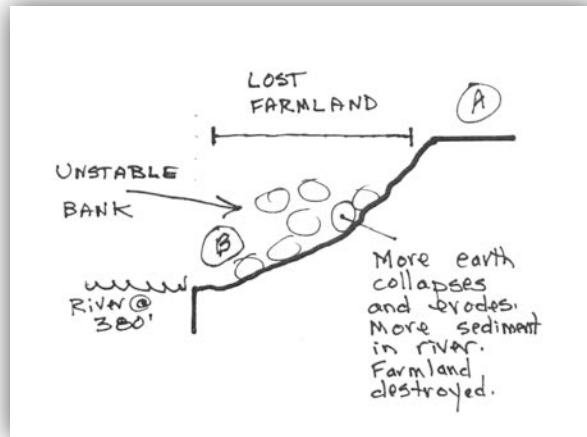 LOST
FARMLAND
A
UNSTABLE
BANK
B
River @
380'
More earth
collapses
and erodes.
More sediment
in river.
Farmland
destroyed.